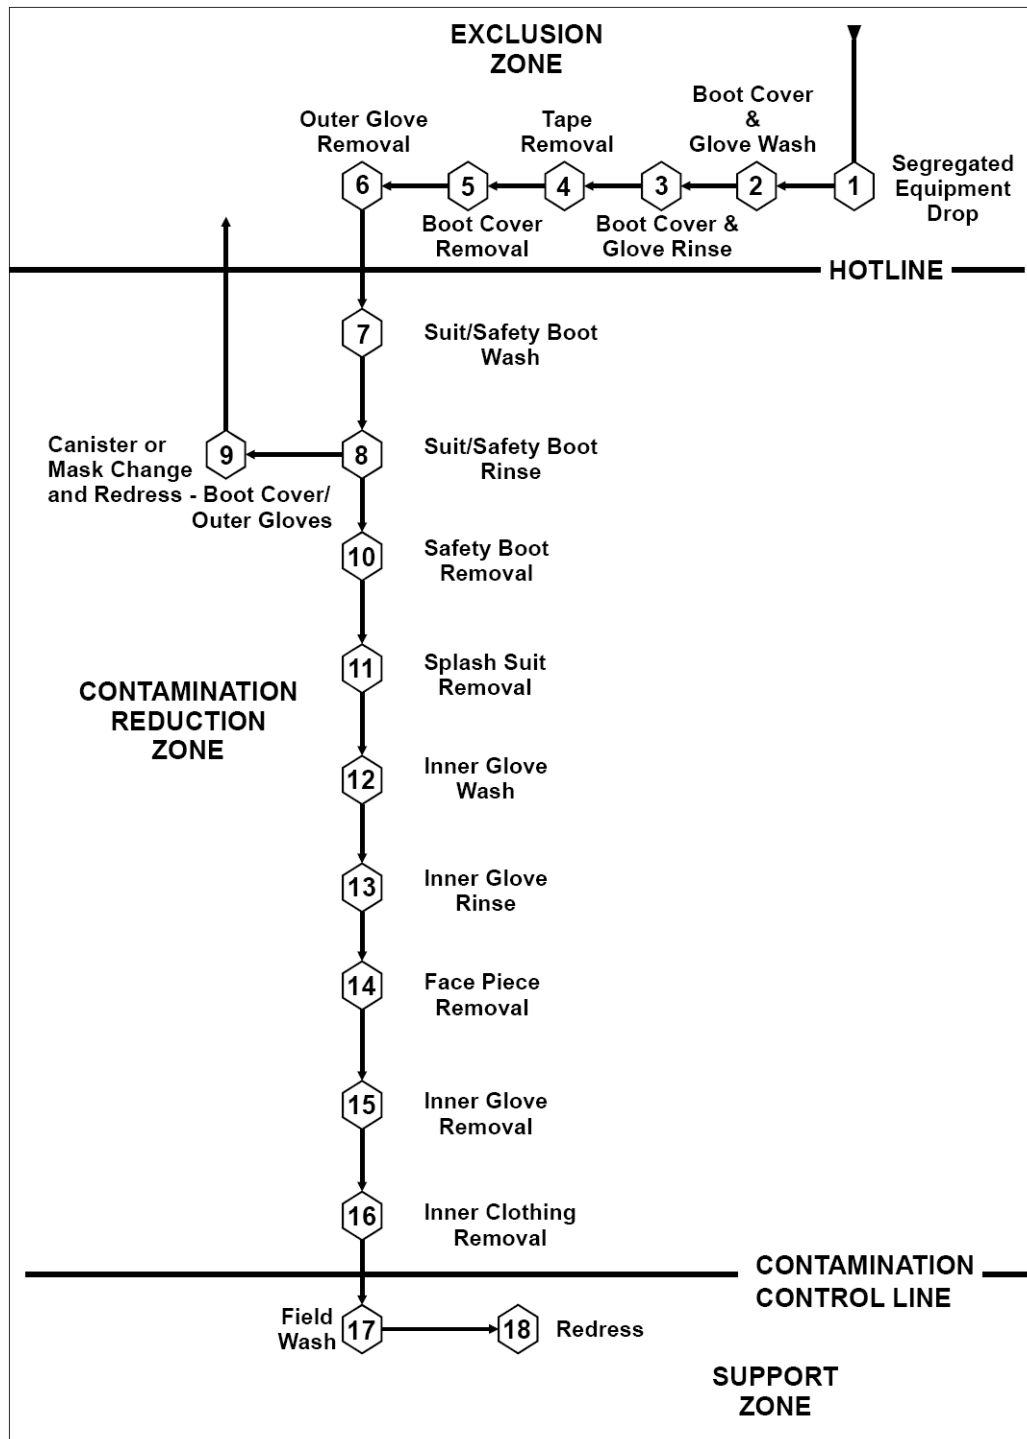 EXCLUSION
ZONE
Boot Cover
&
Glove Wash
Outer Glove
Removal
Tape
Removal
Segregated
Equipment
Drop
6
5
4
3
2
1
Boot Cover
Removal
Boot Cover &
Glove Rinse
HOTLINE
7
Suit/Safety Boot
Wash
Canister or
Mask Change
and Redress - Boot Cover/
Outer Gloves
9
8
Suit/Safety Boot
Rinse
10
Safety Boot
Removal
11
Splash Suit
Removal
CONTAMINATION
REDUCTION
ZONE
12
Inner Glove
Wash
13
Inner Glove
Rinse
14
Face Piece
Removal
15
Inner Glove
Removal
16
Inner Clothing
Removal
CONTAMINATION
CONTROL LINE
Field
Wash
17
18
Redress
SUPPORT
ZONE